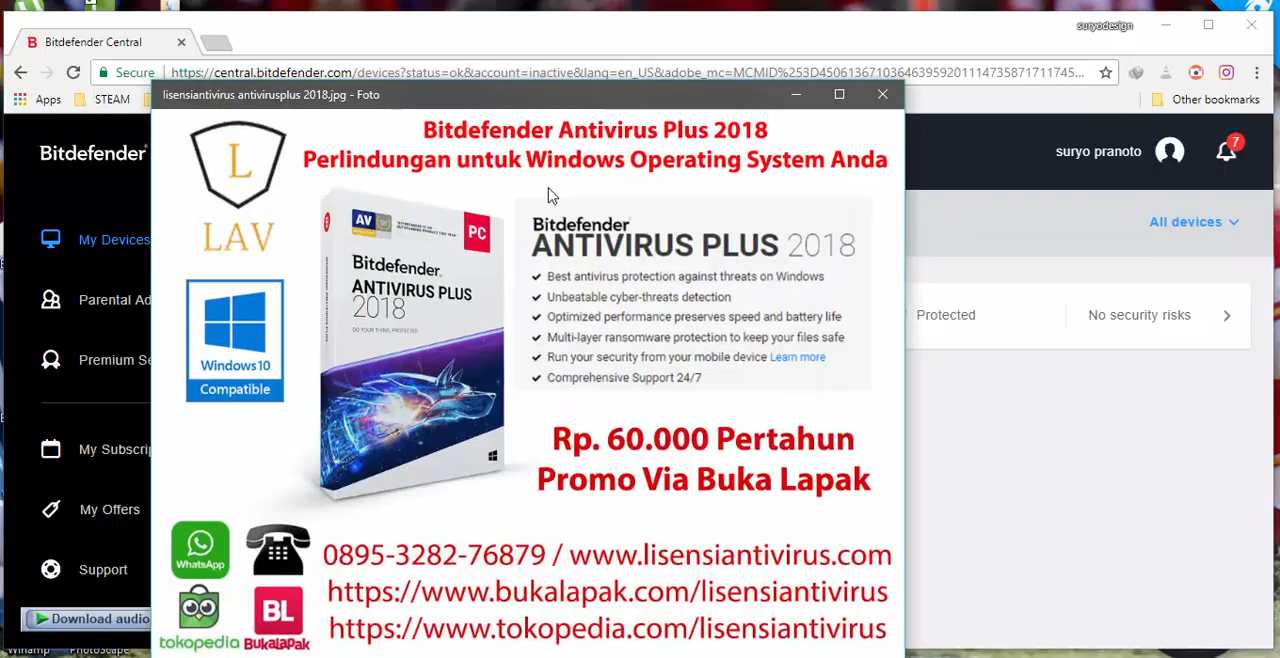 suryodesign
Bitdefender Central
Secure
https://central.bitdefender.com/devices?status=ok&account=inactive&lang=en_US&adobe_mc=MCMID%253D45061367103646395920111473587171174​5...
Apps
STEAM
Other bookmarks
lisensiantivirus antivirusplus 2018.jpg - Foto
Bitdefender
suryo pranoto
7
My Devices
Parental Ad
Premium Se
My Subscrip
My Offers
Support
Download audio
All devices
Protected
No security risks
L
LAV
Windows10
Compatible
Bitdefender Antivirus Plus 2018
Perlindungan untuk Windows Operating System Anda
AV
PC
Bitdefender
ANTIVIRUS PLUS
2018
Bitdefender
ANTIVIRUS PLUS 2018
Best antivirus protection against threats on Windows
Unbeatable cyber-threats detection
Optimized performance preserves speed and battery life
Multi-layer ransomware protection to keep your files safe
Run your security from your mobile device Learn more
Comprehensive Support 24/7
Rp. 60.000 Pertahun
Promo Via Buka Lapak
WhatsApp
0895-3282-76879 / www.lisensiantivirus.com
https://www.bukalapak.com/lisensiantivirus
https://www.tokopedia.com/lisensiantivirus
tokopedia
BL
BukaLapak
Winamp
PhotoScape